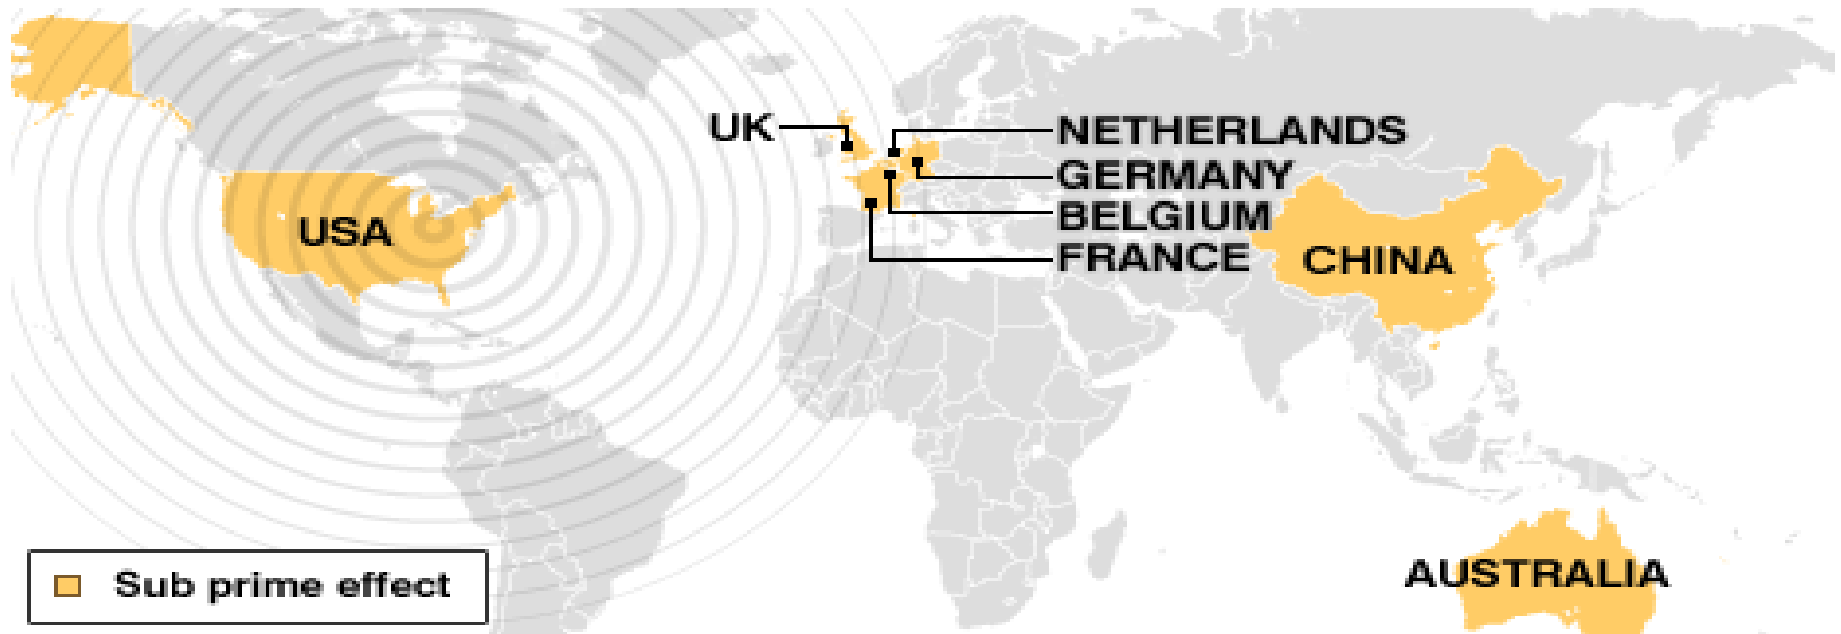 UK
NETHERLANDS
GERMANY
BELGIUM
FRANCE
USA
CHINA
AUSTRALIA
Sub prime effect